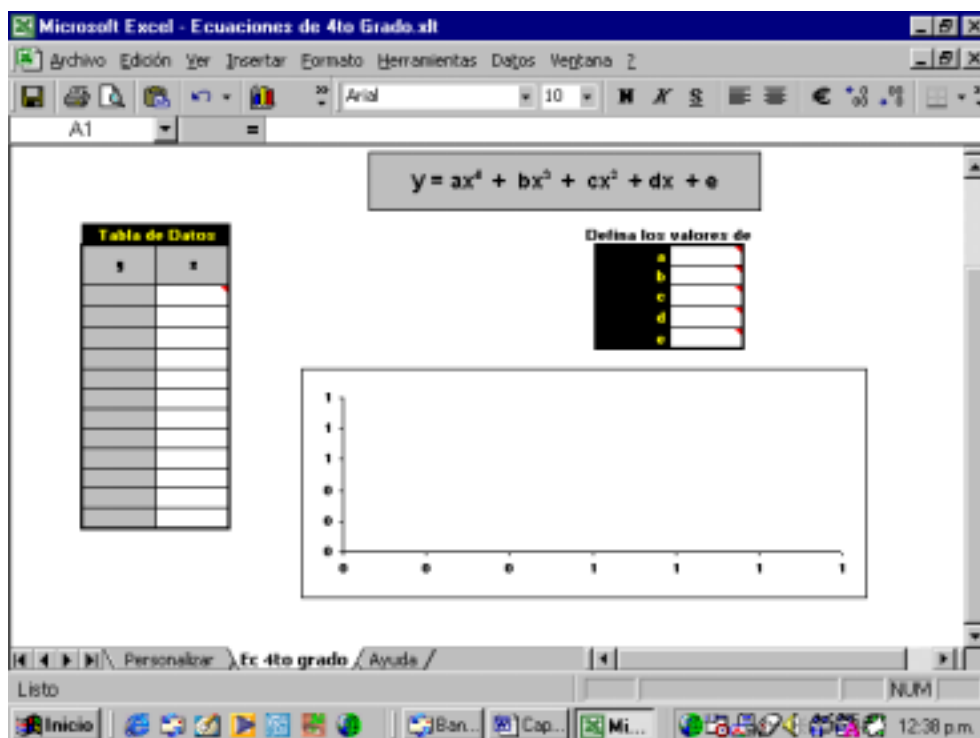 Microsoft Excel - Ecuaciones de 4to Grado.xlt
Archivo Edición Ver Insertar Formato Herramientas Datos Ventana ?
Arial 10 N K S €
A1 =
y = ax⁴ + bx³ + cx² + dx + e
Tabla de Datos
y x
Defina los valores de
a
b
c
d
e
1
1
1
0
0
0
0 0 0 1 1 1 1
Personalizar Ec 4to grado Ayuda
Listo NUM
Inicio Ban... Cap... Mi... 12:38 p.m.